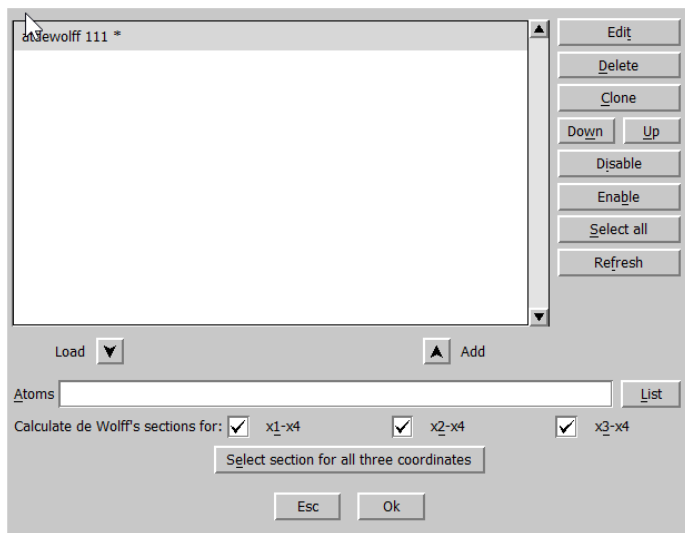 atdewolff 111 *
Edit
Delete
Clone
Down Up
Disable
Enable
Select all
Refresh
Load Add
Atoms List
Calculate de Wolff's sections for: x1-x4 x2-x4 x3-x4
Select section for all three coordinates
Esc Ok